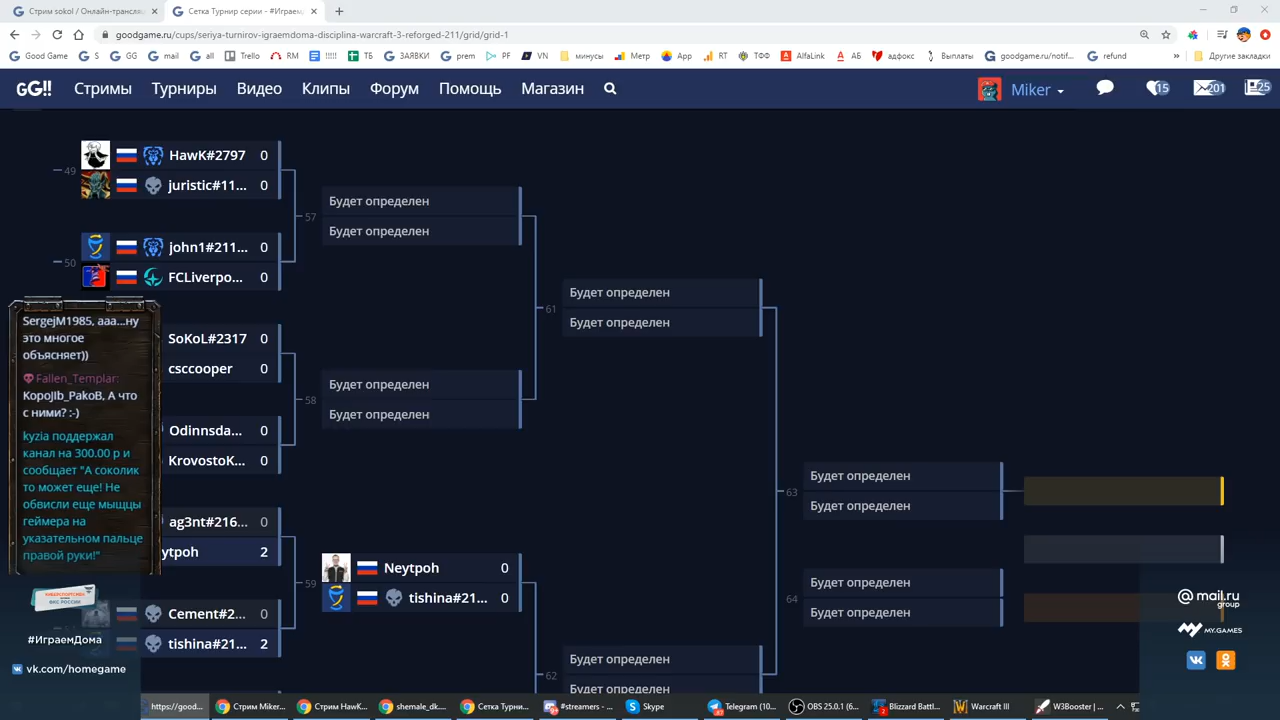 Стрим sokol / Онлайн-трансляц
Сетка Турнир серии - #Играем
goodgame.ru/cups/seriya-turnirov-igraemdoma-disciplina-warcraft-3-reforged-211/grid/grid-1
Good Game
GG
mail
all
Trello
RM
!!!!
ТБ
ЗАЯВКИ
prem
PF
VN
минусы
Метр
App
RT
ТФФ
AlfaLink
АБ
адфокс
Выплаты
goodgame.ru/notif...
refund
Другие закладки
GG!! Стримы Турниры Видео Клипы Форум Помощь Магазин
Miker
15
201
25
49
HawK#2797 0
juristic#11... 0
57
Будет определен
Будет определен
50
john1#211... 0
FCLiverpo... 0
61
Будет определен
Будет определен
SoKoL#2317 0
csccooper 0
58
Будет определен
Будет определен
Odinnsda... 0
KrovostoK... 0
63
Будет определен
Будет определен
ag3nt#216... 0
ytpoh 2
59
Neytpoh 0
tishina#21... 0
64
Будет определен
Будет определен
Cement#2... 0
tishina#21... 2
62
Будет определен
Будет определен
SergejM1985, ааа...ну
это многое
объясняет))
Fallen_Templar:
KopoJIb_PakoB, А что
с ними? :-)
kyzia поддержал
канал на 300.00 р и
сообщает "А соколик
то может еще! Не
обвисли еще мыщцы
геймера на
указательном пальце
правой руки!"
#ИграемДома
vk.com/homegame
@mail.ru
group
MY.GAMES
https://good...
Стрим Miker...
Стрим HawK...
shemale_dk...
Сетка Турни...
#streamers - ...
Skype
Telegram (10...
OBS 25.0.1 (6...
Blizzard Battl...
Warcraft III
W3Booster | ...